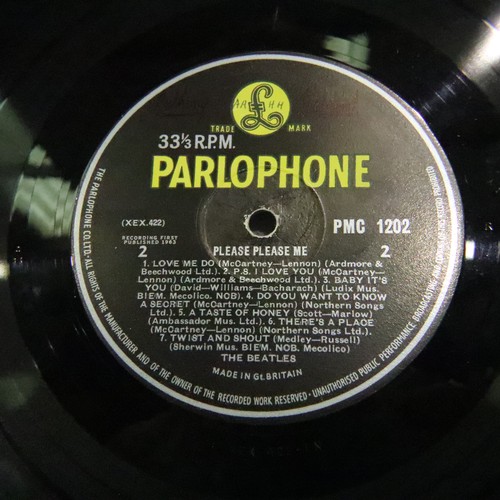 £
TRADE MARK
33⅓ R.P.M.
PARLOPHONE
(XEX.422)
PMC 1202
RECORDING FIRST
PUBLISHED 1963
2 PLEASE PLEASE ME 2
1. LOVE ME DO (McCartney—Lennon) (Ardmore &
Beechwood Ltd.) 2. P.S. I LOVE YOU (McCartney—
Lennon) (Ardmore & Beechwood Ltd.) 3. BABY IT'S
YOU (David—Williams—Bacharach) (Ludix Mus.
BIEM. Mecolico. NOB). 4. DO YOU WANT TO KNOW
A SECRET (McCartney—Lennon) (Northern Songs
Ltd.). 5. A TASTE OF HONEY (Scott—Marlow)
(Ambassador Mus. Ltd.) 6. THERE'S A PLACE
(McCartney—Lennon) (Northern Songs Ltd.)
7. TWIST AND SHOUT (Medley—Russell)
(Sherwin Mus. BIEM. NOB. Mecolico)
THE BEATLES
MADE IN Gt. BRITAIN
THE PARLOPHONE CO. LTD.- ALL RIGHTS OF THE MANUFACTURER AND OF THE OWNER OF THE RECORDED WORK RESERVED- UNAUTHORISED PUBLIC PERFORMANCE BROADCASTING AND COPYING OF THIS RECORD PROHIBITED